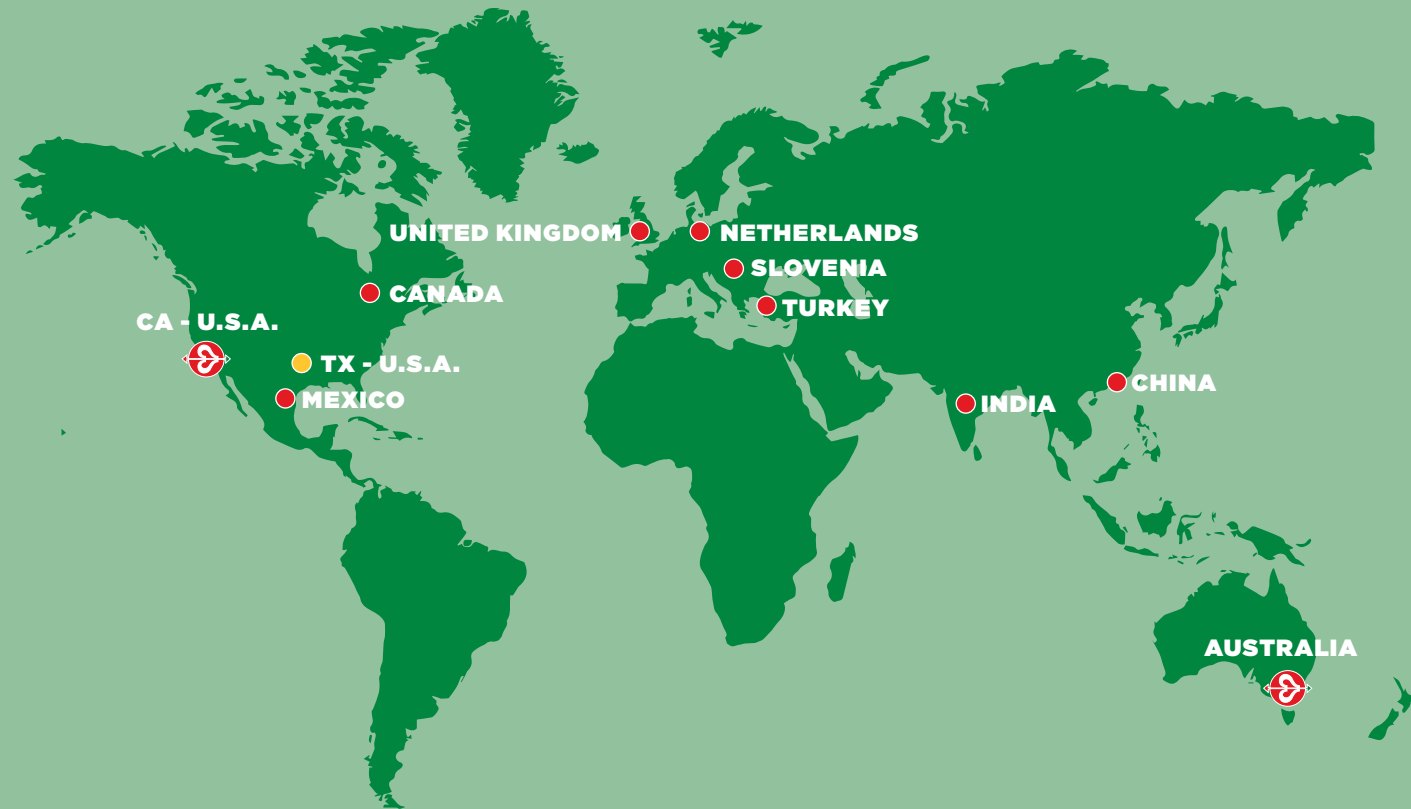 UNITED KINGDOM
NETHERLANDS
SLOVENIA
CANADA
TURKEY
CA - U.S.A.
TX - U.S.A.
MEXICO
CHINA
INDIA
AUSTRALIA